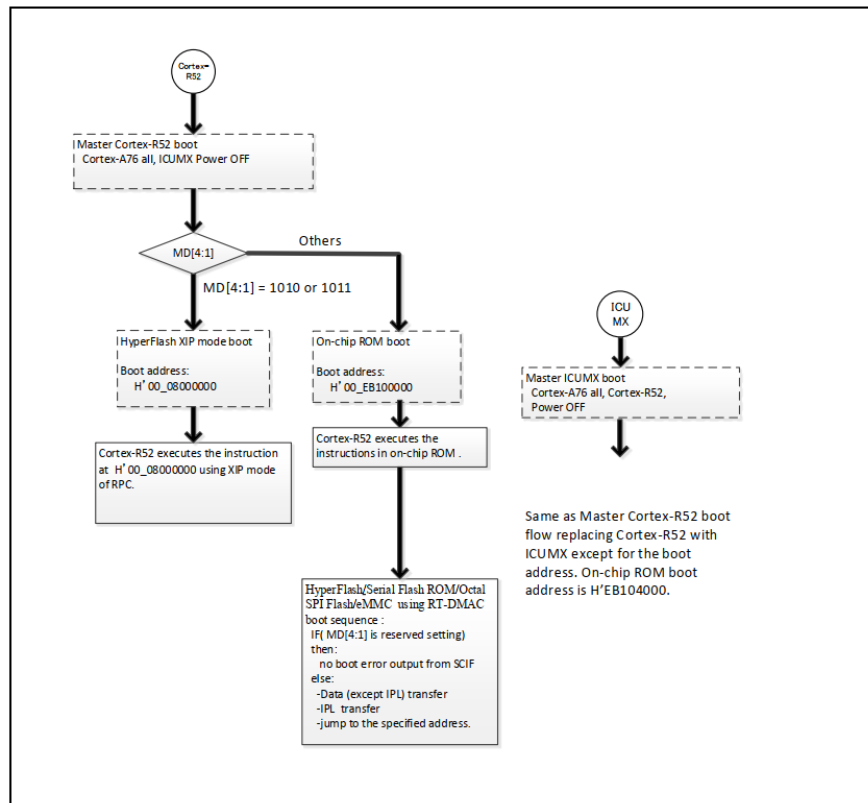 Cortex-
R52
Master Cortex-R52 boot
Cortex-A76 all, ICUMX Power OFF
MD[4:1]
Others
MD[4:1] = 1010 or 1011
HyperFlash XIP mode boot
Boot address:
H' 00_08000000
On-chip ROM boot
Boot address:
H' 00_EB100000
Cortex-R52 executes the instruction
at H' 00_08000000 using XIP mode
of RPC.
Cortex-R52 executes the
instructions in on-chip ROM .
HyperFlash/Serial Flash ROM/Octal
SPI Flash/eMMC using RT-DMAC
boot sequence :
IF( MD[4:1] is reserved setting)
then:
no boot error output from SCIF
else:
-Data (except IPL) transfer
-IPL transfer
-jump to the specified address.
ICU
MX
Master ICUMX boot
Cortex-A76 all, Cortex-R52,
Power OFF
Same as Master Cortex-R52 boot
flow replacing Cortex-R52 with
ICUMX except for the boot
address. On-chip ROM boot
address is H'EB104000.